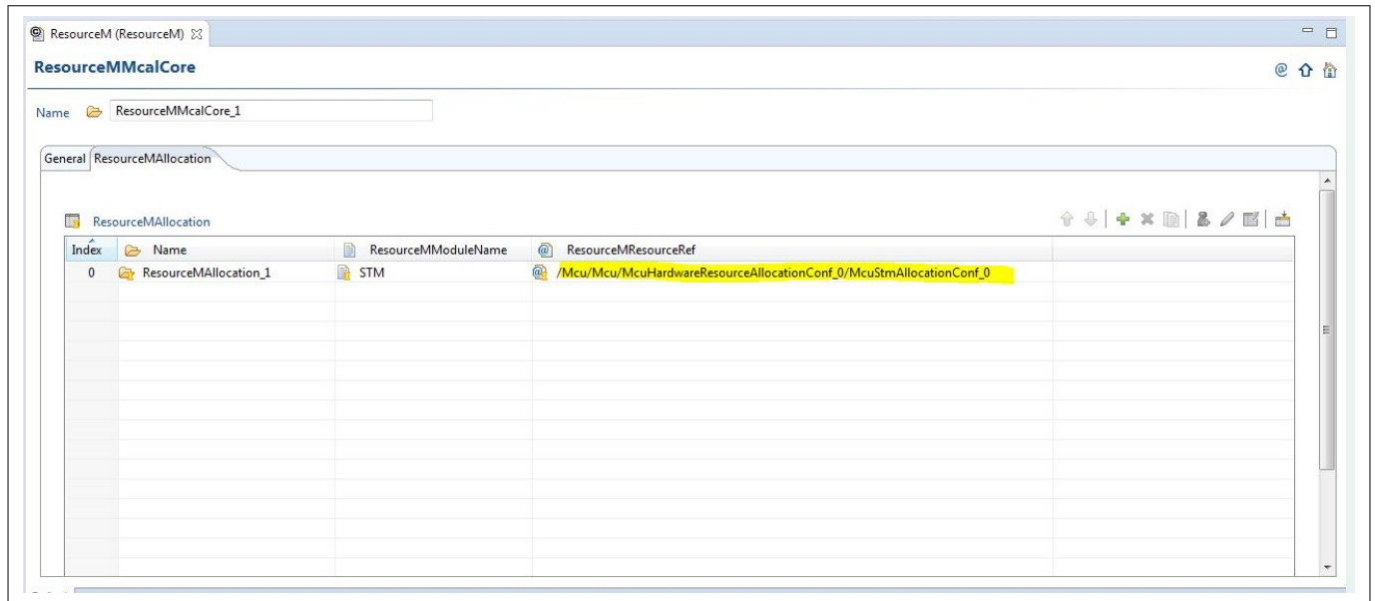 ResourceM (ResourceM)
ResourceMMcalCore
Name ResourceMMcalCore_1
General ResourceMAllocation
ResourceMAllocation
Index Name ResourceMModuleName ResourceMResourceRef
0 ResourceMAllocation_1 STM /Mcu/Mcu/McuHardwareResourceAllocationConf_0/McuStmAllocationConf_0